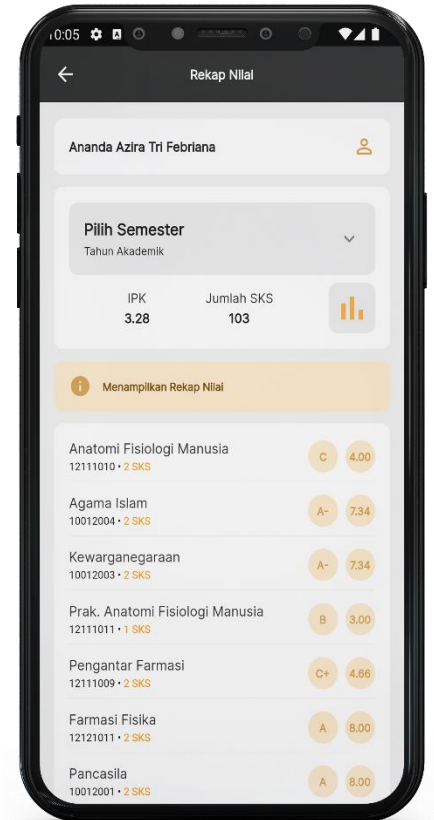 10:05
Rekap Nilai
Ananda Azira Tri Febriana
Pilih Semester
Tahun Akademik
IPK Jumlah SKS
3.28 103
Menampilkan Rekap Nilai
Anatomi Fisiologi Manusia
12111010 • 2 SKS
C 4.00
Agama Islam
10012004 • 2 SKS
A- 7.34
Kewarganegaraan
10012003 • 2 SKS
A- 7.34
Prak. Anatomi Fisiologi Manusia
12111011 • 1 SKS
B 3.00
Pengantar Farmasi
12111009 • 2 SKS
C+ 4.66
Farmasi Fisika
12121011 • 2 SKS
A 8.00
Pancasila
10012001 • 2 SKS
A 8.00